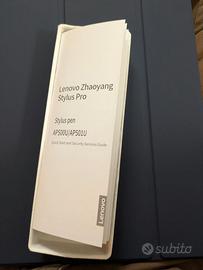 Lenovo Zhaoyang
Stylus Pro
Stylus pen
AP500U/AP501U
Quick Start and Security Services Guide
Lenovo
subito